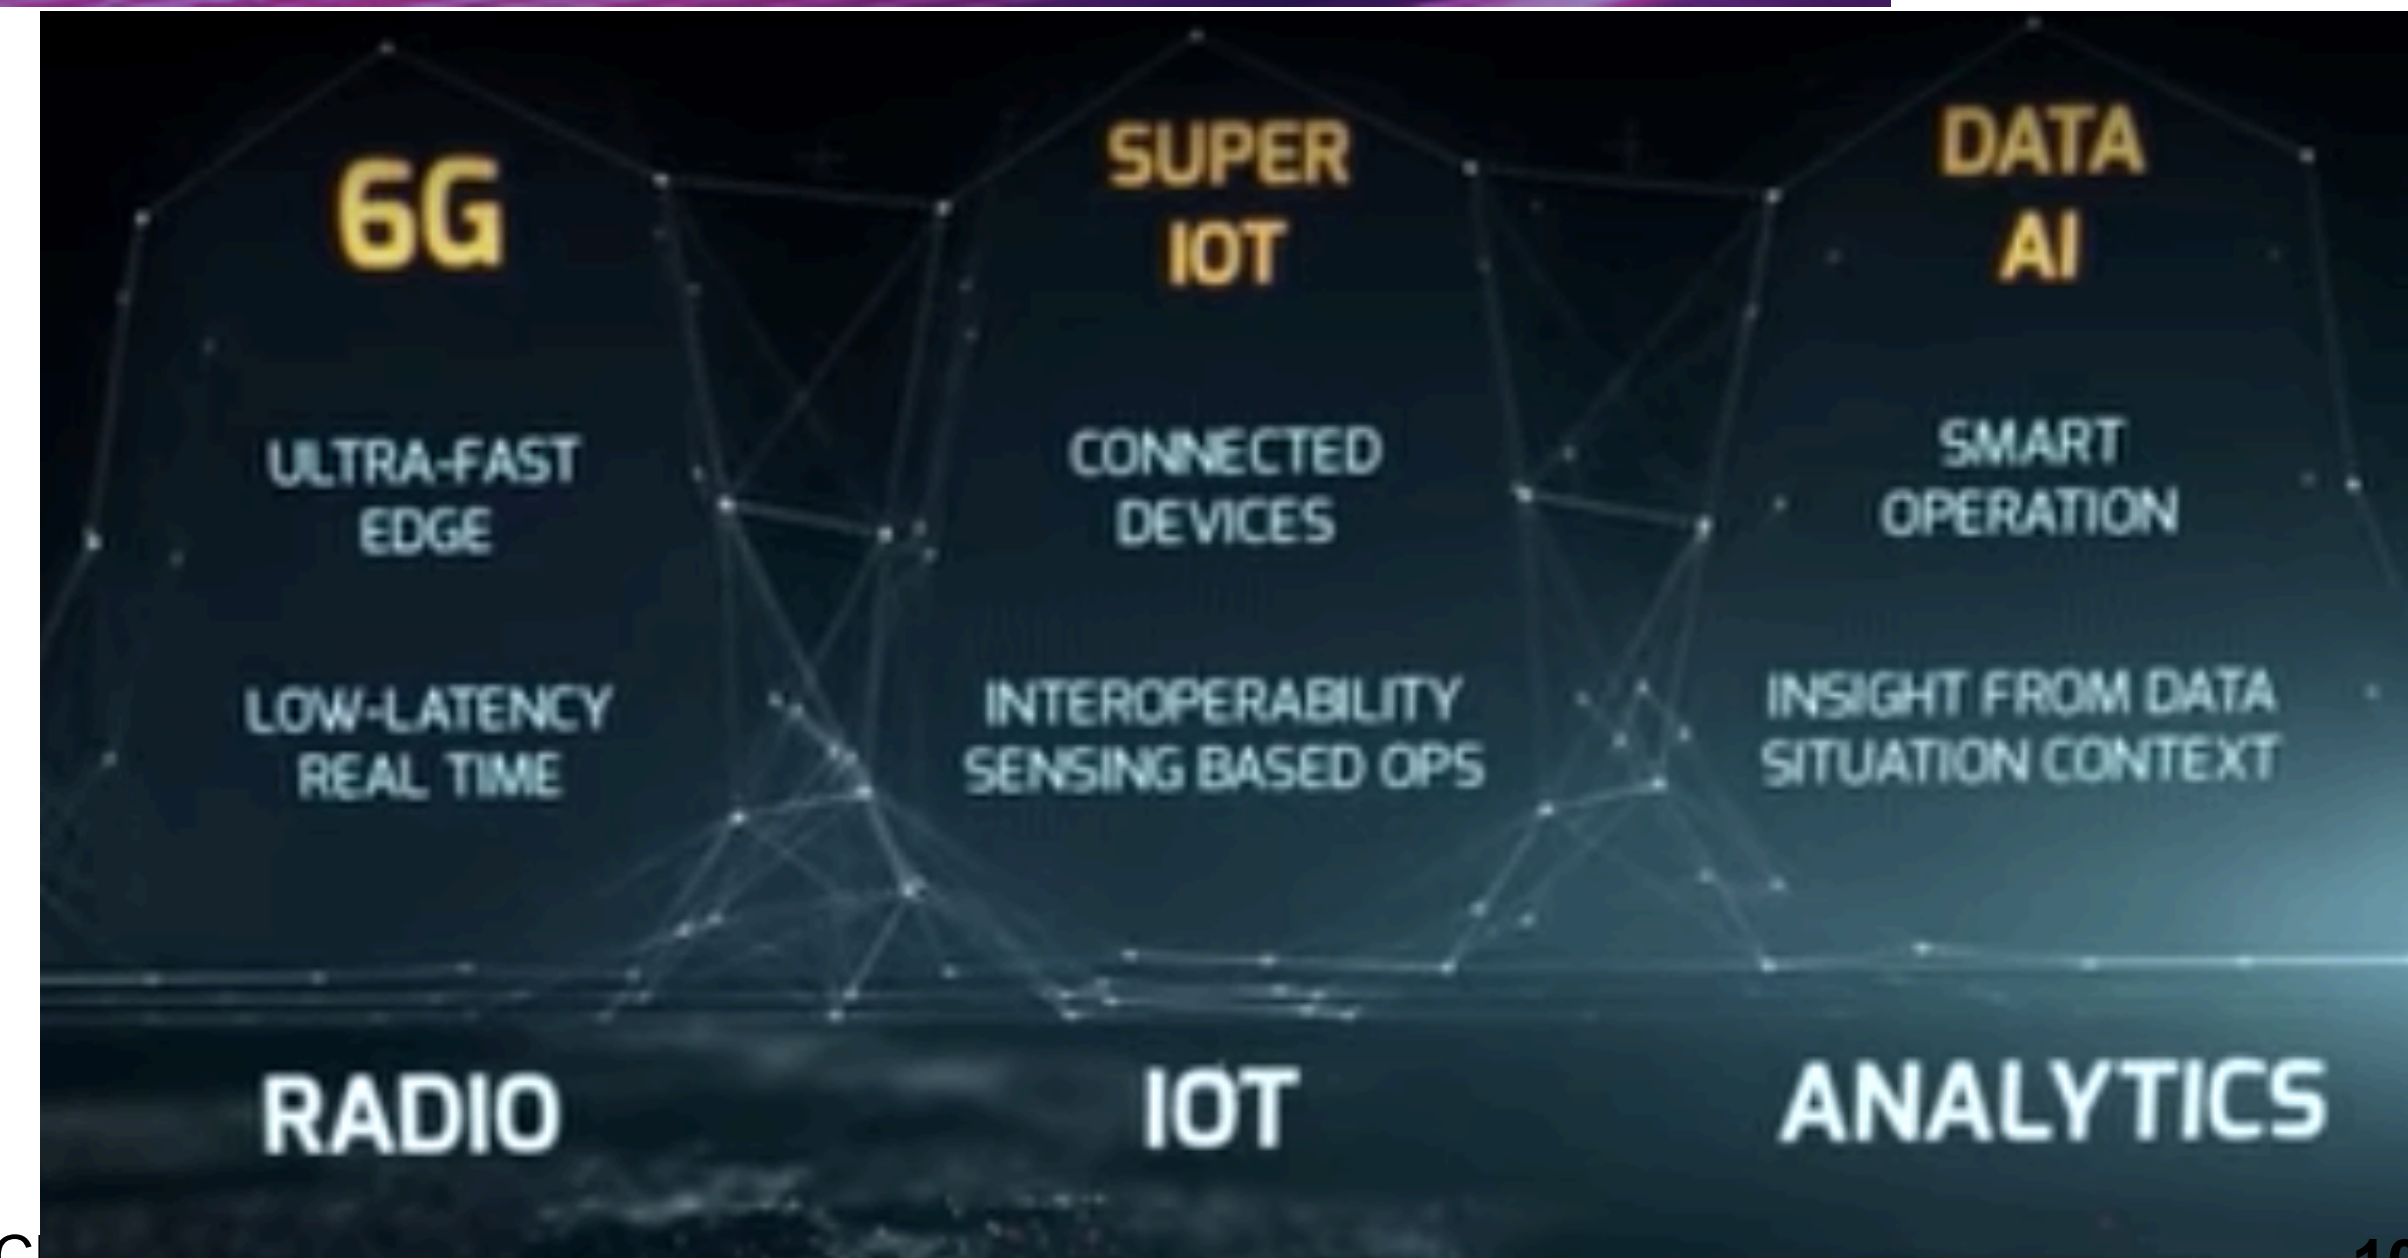 6G
ULTRA-FAST
EDGE
LOW-LATENCY
REAL TIME
RADIO
SUPER
IOT
CONNECTED
DEVICES
INTEROPERABILITY
SENSING BASED OPS
IOT
DATA
AI
SMART
OPERATION
INSIGHT FROM DATA
SITUATION CONTEXT
ANALYTICS